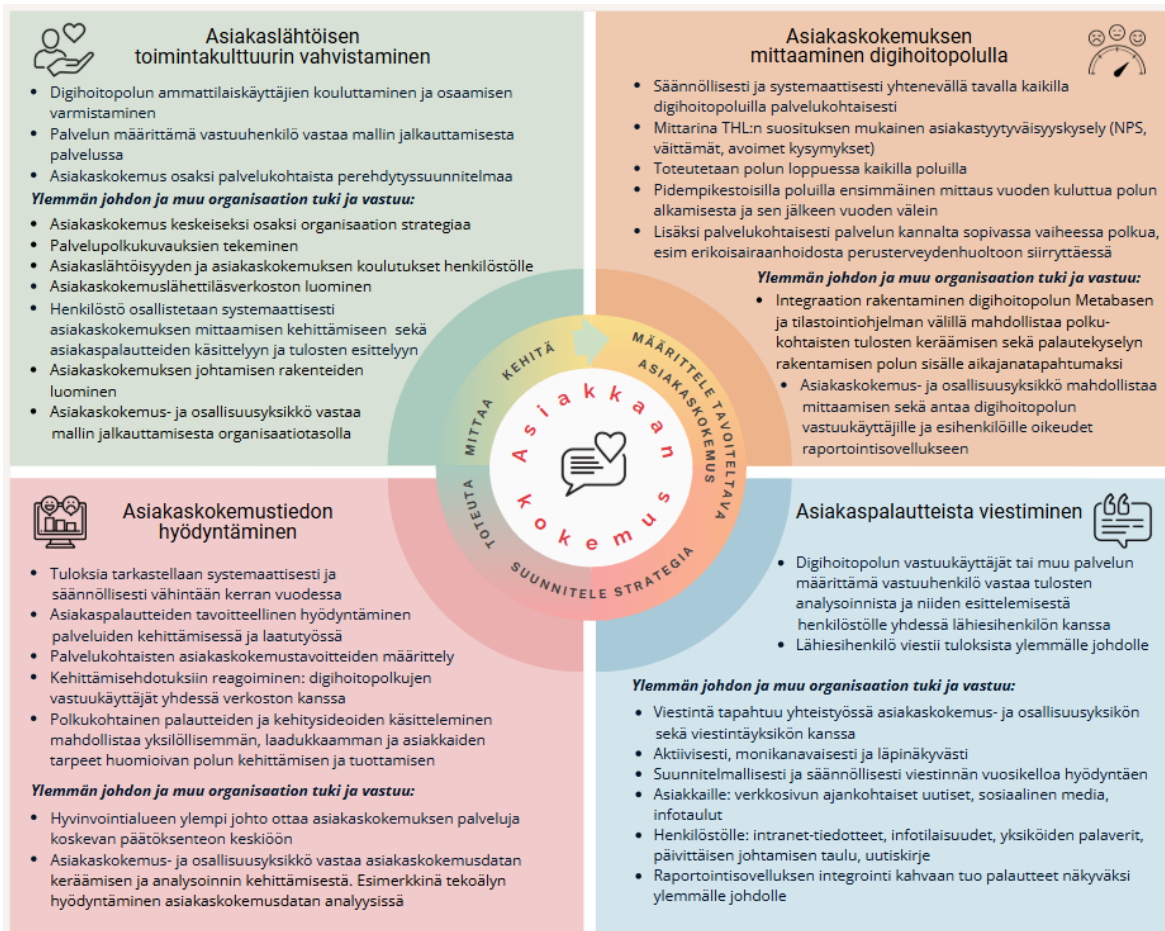 Asiakaslähtöisen
toimintakulttuurin vahvistaminen
• Digihoitopolun ammattilaiskäyttäjien kouluttaminen ja osaamisen
varmistaminen
• Palvelun määrittämä vastuuhenkilö vastaa mallin jalkauttamisesta
palvelussa
• Asiakaskokemus osaksi palvelukohtaista perehdytyssuunnitelmaa
Ylemmän johdon ja muu organisaation tuki ja vastuu:
• Asiakaskokemus keskeiseksi osaksi organisaation strategiaa
• Palvelupolkukuvauksien tekeminen
• Asiakaslähtöisyyden ja asiakaskokemuksen koulutukset henkilöstölle
• Asiakaskokemuslähettiläsverkoston luominen
• Henkilöstö osallistetaan systemaattisesti
asiakaskokemuksen mittaamisen kehittämiseen sekä
asiakaspalautteiden käsittelyyn ja tulosten esittelyyn
• Asiakaskokemuksen johtamisen rakenteiden
luominen
• Asiakaskokemus- ja osallisuusyksikkö vastaa
mallin jalkauttamisesta organisaatiotasolla
Asiakaskokemuksen
mittaaminen digihoitopolulla
• Säännöllisesti ja systemaattisesti yhtenevällä tavalla kaikilla
digihoitopoluilla palvelukohtaisesti
• Mittarina THL:n suosituksen mukainen asiakastyytyväisyyskysely (NPS,
väittämät, avoimet kysymykset)
• Toteutetaan polun loppuessa kaikilla poluilla
• Pidempikestoisilla poluilla ensimmäinen mittaus vuoden kuluttua polun
alkamisesta ja sen jälkeen vuoden välein
• Lisäksi palvelukohtaisesti palvelun kannalta sopivassa vaiheessa polkua,
esim erikoisairaanhoidosta perusterveydenhuoltoon siirryttäessä
Ylemmän johdon ja muu organisaation tuki ja vastuu:
• Integraation rakentaminen digihoitopolun Metabasen
ja tilastointiohjelman välillä mahdollistaa polku-
kohtaisten tulosten keräämisen sekä palautekyselyn
rakentamisen polun sisälle aikajanatapahtumaksi
• Asiakaskokemus- ja osallisuusyksikkö mahdollistaa
mittaamisen sekä antaa digihoitopolun
vastuukäyttäjille ja esihenkilöille oikeudet
raportointisovellukseen
MÄÄRITTELE TAVOITELTAVA
ASIAKASKOKEMUS
SUUNNITELE STRATEGIA
TOTEUTA
MITTAA
KEHITÄ
Asiakkaan
kokemus
Asiakaskokemustiedon
hyödyntäminen
• Tuloksia tarkastellaan systemaattisesti ja
säännöllisesti vähintään kerran vuodessa
• Asiakaspalautteiden tavoitteellinen hyödyntäminen
palveluiden kehittämisessä ja laatutyössä
• Palvelukohtaisten asiakaskokemustavoitteiden määrittely
• Kehittämisehdotuksiin reagoiminen: digihoitopolkujen
vastuukäyttäjät yhdessä verkoston kanssa
• Polkukohtainen palautteiden ja kehitysideoiden käsitteleminen
mahdollistaa yksilöllisemmän, laadukkaamman ja asiakkaiden
tarpeet huomioivan polun kehittämisen ja tuottamisen
Ylemmän johdon ja muu organisaation tuki ja vastuu:
• Hyvinvointialueen ylempi johto ottaa asiakaskokemuksen palveluja
koskevan päätöksenteon keskiöön
• Asiakaskokemus- ja osallisuusyksikkö vastaa asiakaskokemusdatan
keräämisen ja analysoinnin kehittämisestä. Esimerkkinä tekoälyn
hyödyntäminen asiakaskokemusdatan analyysissä
Asiakaspalautteista viestiminen
• Digihoitopolun vastuukäyttäjät tai muu palvelun
määrittämä vastuuhenkilö vastaa tulosten
analysoinnista ja niiden esittelemisestä
henkilöstölle yhdessä lähiesihenkilön kanssa
• Lähiesihenkilö viestii tuloksista ylemmälle johdolle
Ylemmän johdon ja muu organisaation tuki ja vastuu:
• Viestintä tapahtuu yhteistyössä asiakaskokemus- ja osallisuusyksikön
sekä viestintäyksikön kanssa
• Aktiivisesti, monikanavaisesti ja läpinäkyvästi
• Suunnitelmallisesti ja säännöllisesti viestinnän vuosikelloa hyödyntäen
• Asiakkaille: verkkosivun ajankohtaiset uutiset, sosiaalinen media,
infotaulut
• Henkilöstölle: intranet-tiedotteet, infotilaisuudet, yksiköiden palaverit,
päivittäisen johtamisen taulu, uutiskirje
• Raportointisovelluksen integrointi kahvaan tuo palautteet näkyväksi
ylemmälle johdolle